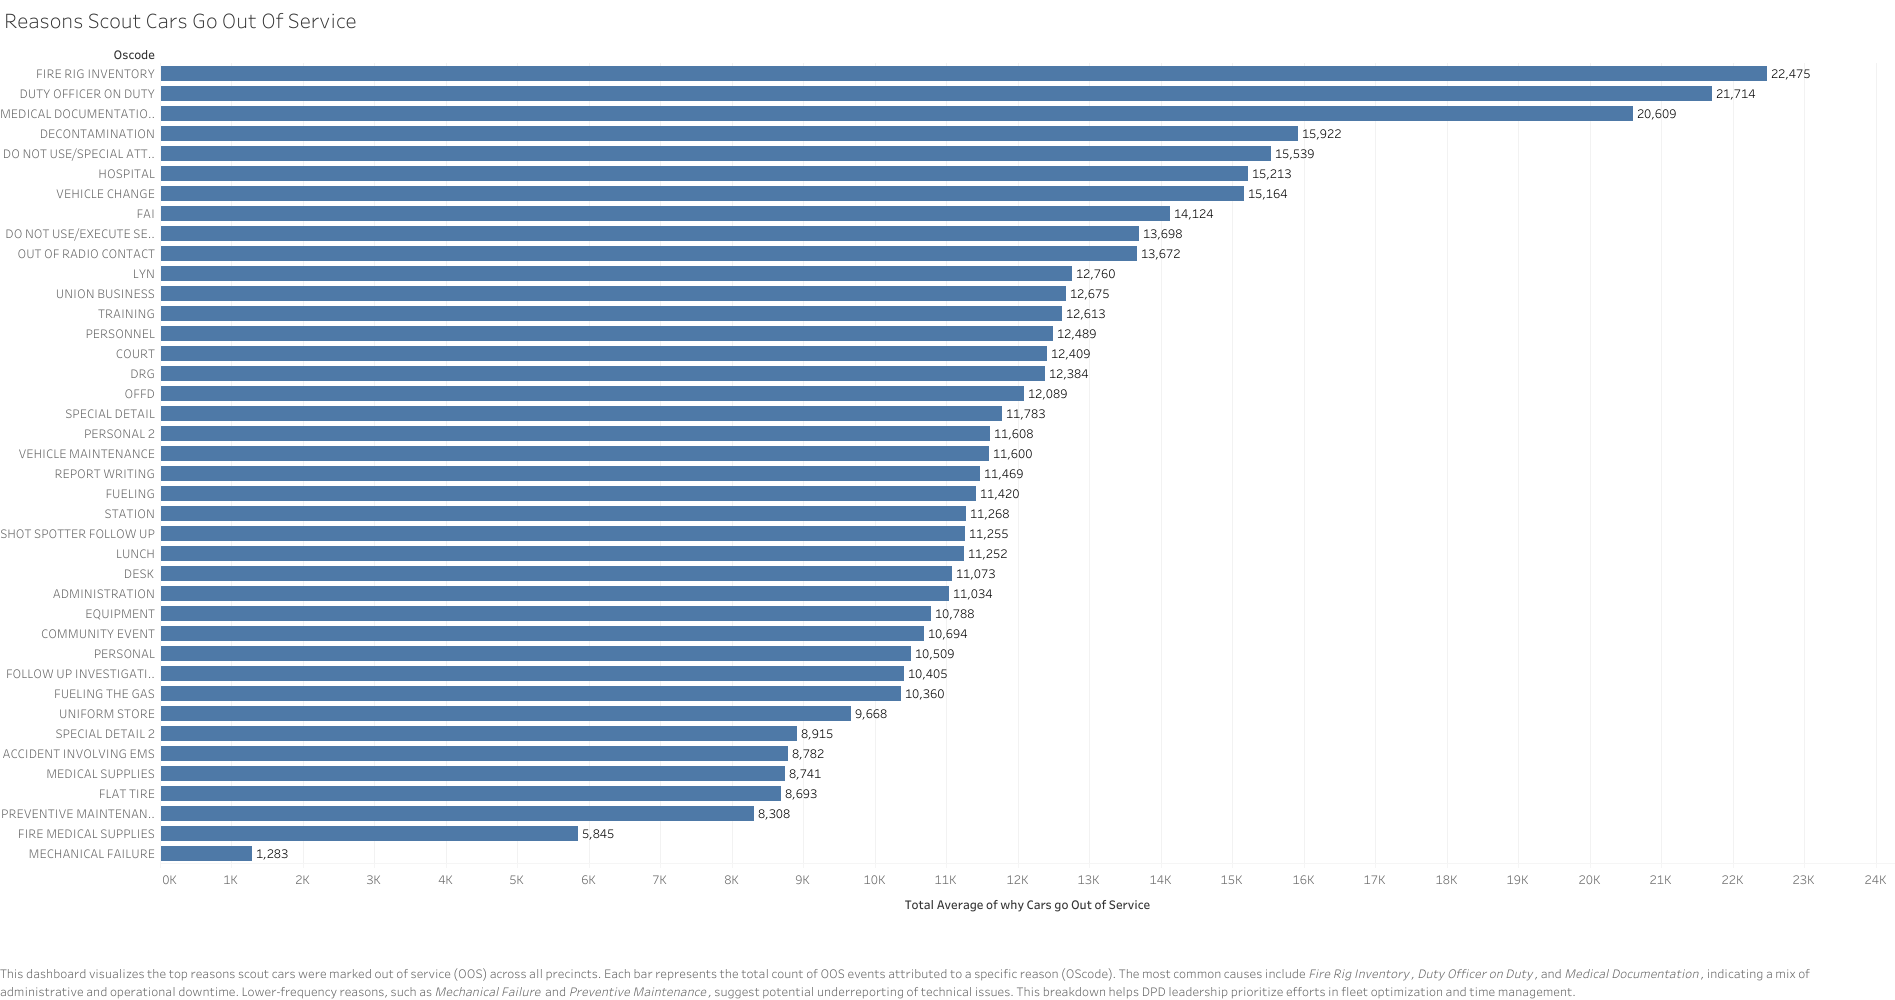 Reasons Scout Cars Go Out Of Service
Oscode
FIRE RIG INVENTORY 22,475
DUTY OFFICER ON DUTY 21,714
MEDICAL DOCUMENTATIO.. 20,609
DECONTAMINATION 15,922
DO NOT USE/SPECIAL ATT.. 15,539
HOSPITAL 15,213
VEHICLE CHANGE 15,164
FAI 14,124
DO NOT USE/EXECUTE SE.. 13,698
OUT OF RADIO CONTACT 13,672
LYN 12,760
UNION BUSINESS 12,675
TRAINING 12,613
PERSONNEL 12,489
COURT 12,409
DRG 12,384
OFFD 12,089
SPECIAL DETAIL 11,783
PERSONAL 2 11,608
VEHICLE MAINTENANCE 11,600
REPORT WRITING 11,469
FUELING 11,420
STATION 11,268
SHOT SPOTTER FOLLOW UP 11,255
LUNCH 11,252
DESK 11,073
ADMINISTRATION 11,034
EQUIPMENT 10,788
COMMUNITY EVENT 10,694
PERSONAL 10,509
FOLLOW UP INVESTIGATI.. 10,405
FUELING THE GAS 10,360
UNIFORM STORE 9,668
SPECIAL DETAIL 2 8,915
ACCIDENT INVOLVING EMS 8,782
MEDICAL SUPPLIES 8,741
FLAT TIRE 8,693
PREVENTIVE MAINTENAN.. 8,308
FIRE MEDICAL SUPPLIES 5,845
MECHANICAL FAILURE 1,283
0K 1K 2K 3K 4K 5K 6K 7K 8K 9K 10K 11K 12K 13K 14K 15K 16K 17K 18K 19K 20K 21K 22K 23K 24K
Total Average of why Cars go Out of Service
This dashboard visualizes the top reasons scout cars were marked out of service (OOS) across all precincts. Each bar represents the total count of OOS events attributed to a specific reason (OScode). The most common causes include Fire Rig Inventory, Duty Officer on Duty, and Medical Documentation, indicating a mix of
administrative and operational downtime. Lower-frequency reasons, such as Mechanical Failure and Preventive Maintenance, suggest potential underreporting of technical issues. This breakdown helps DPD leadership prioritize efforts in fleet optimization and time management.